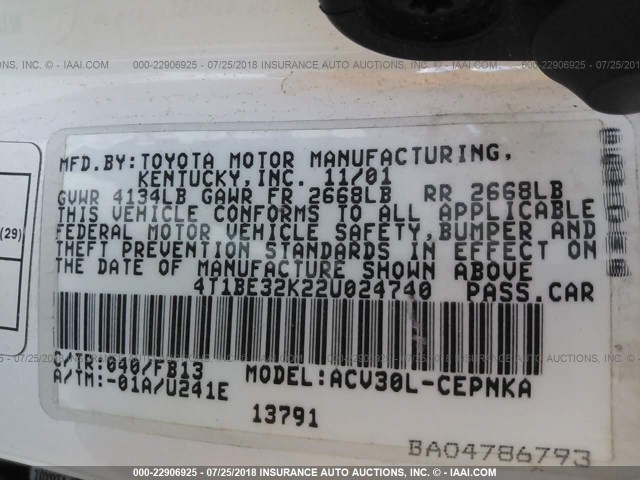 000-22906925 / 07/25/2018 INSURANCE AUTO AUCTIONS, INC. - © IAAI
MFD.BY:TOYOTA MOTOR MANUFACTURING,
KENTUCKY,INC. 11/01
GVWR 4134LB GAWR FR 2668LB RR 2668LB
THIS VEHICLE CONFORMS TO ALL APPLICABLE
FEDERAL MOTOR VEHICLE SAFETY,BUMPER AND
THEFT PREVENTION STANDARDS IN EFFECT ON
THE DATE OF MANUFACTURE SHOWN ABOVE
4T1BE32K22U024740 PASS.CAR
(29)
C/TR:040/FB13 MODEL:ACV30L-CEPNKA
A/TM:-01A/U241E
13791
BA04786793
000-22906925 / 07/25/2018 INSURANCE AUTO AUCTIONS, INC. - © IAAI